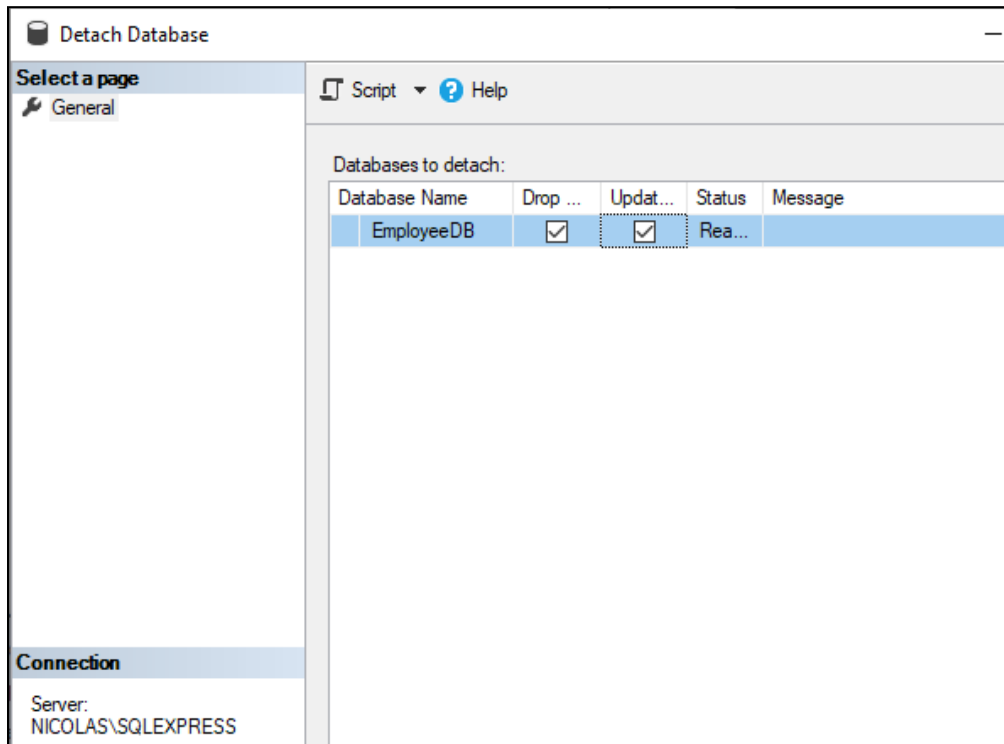 Detach Database
Select a page
General
Script Help
Databases to detach:
Database Name Drop ... Updat... Status Message
EmployeeDB Rea...
Connection
Server:
NICOLAS\SQLEXPRESS